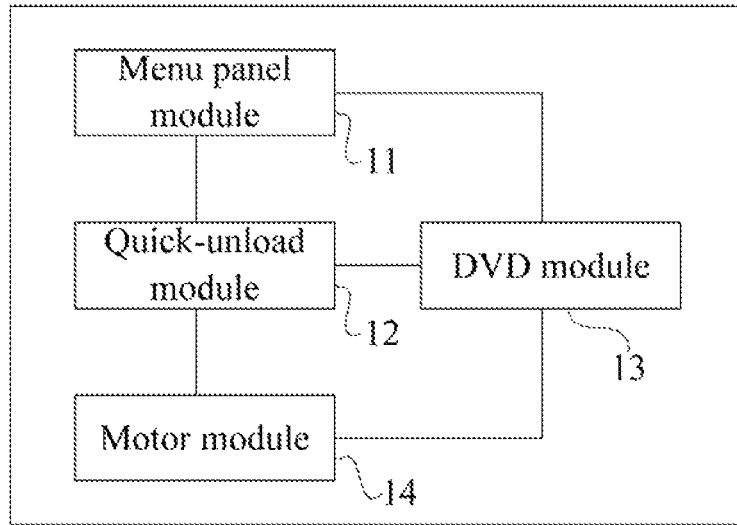 Menu panel
module
11
Quick-unload
module
12
DVD module
13
Motor module
14